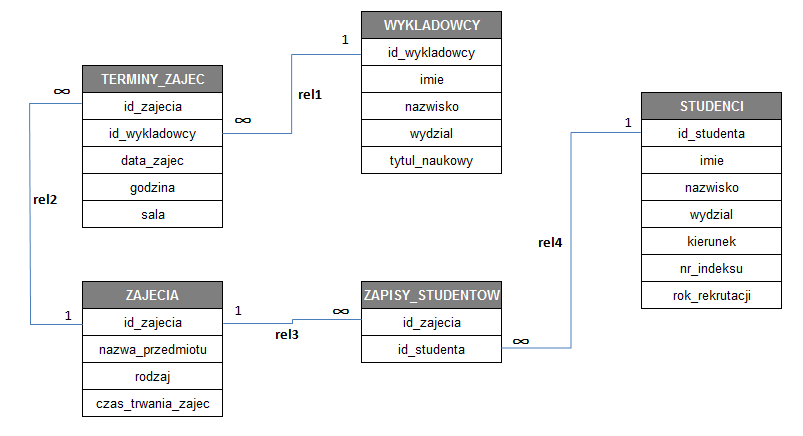 WYKLADOWCY
id_wykladowcy
imie
nazwisko
wydzial
tytul_naukowy
1
rel1
∞
TERMINY_ZAJEC
id_zajecia
id_wykladowcy
data_zajec
godzina
sala
∞
rel2
1
STUDENCI
id_studenta
imie
nazwisko
wydzial
kierunek
nr_indeksu
rok_rekrutacji
1
rel4
∞
ZAJECIA
id_zajecia
nazwa_przedmiotu
rodzaj
czas_trwania_zajec
1
rel3
∞
ZAPISY_STUDENTOW
id_zajecia
id_studenta